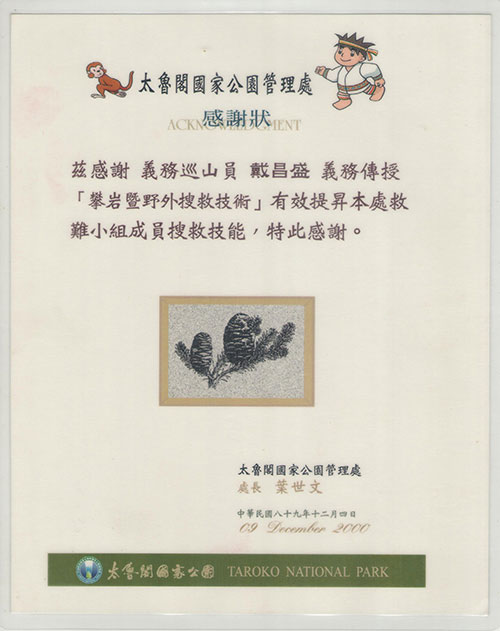 太魯閣國家公園管理處
感謝狀
ACKNOWLEDGMENT
茲感謝 義務巡山員 戴昌盛 義務傳授
「攀岩暨野外搜救技術」有效提昇本處救
難小組成員搜救技能，特此感謝。
太魯閣國家公園管理處
處長 葉世文
中華民國八十九年十二月四日
09 December 2000
太魯閣國家公園 TAROKO NATIONAL PARK